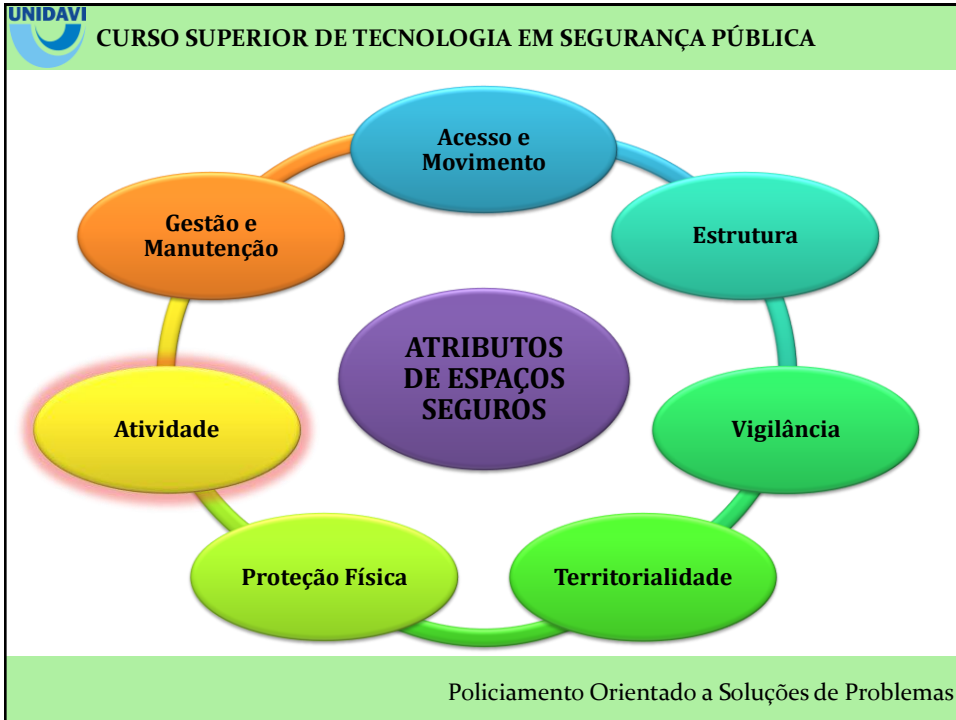 UNIDAVI
CURSO SUPERIOR DE TECNOLOGIA EM SEGURANÇA PÚBLICA
Acesso e
Movimento
Gestão e
Manutenção
Estrutura
ATRIBUTOS
DE ESPAÇOS
SEGUROS
Atividade
Vigilância
Proteção Física
Territorialidade
Policiamento Orientado a Soluções de Problemas